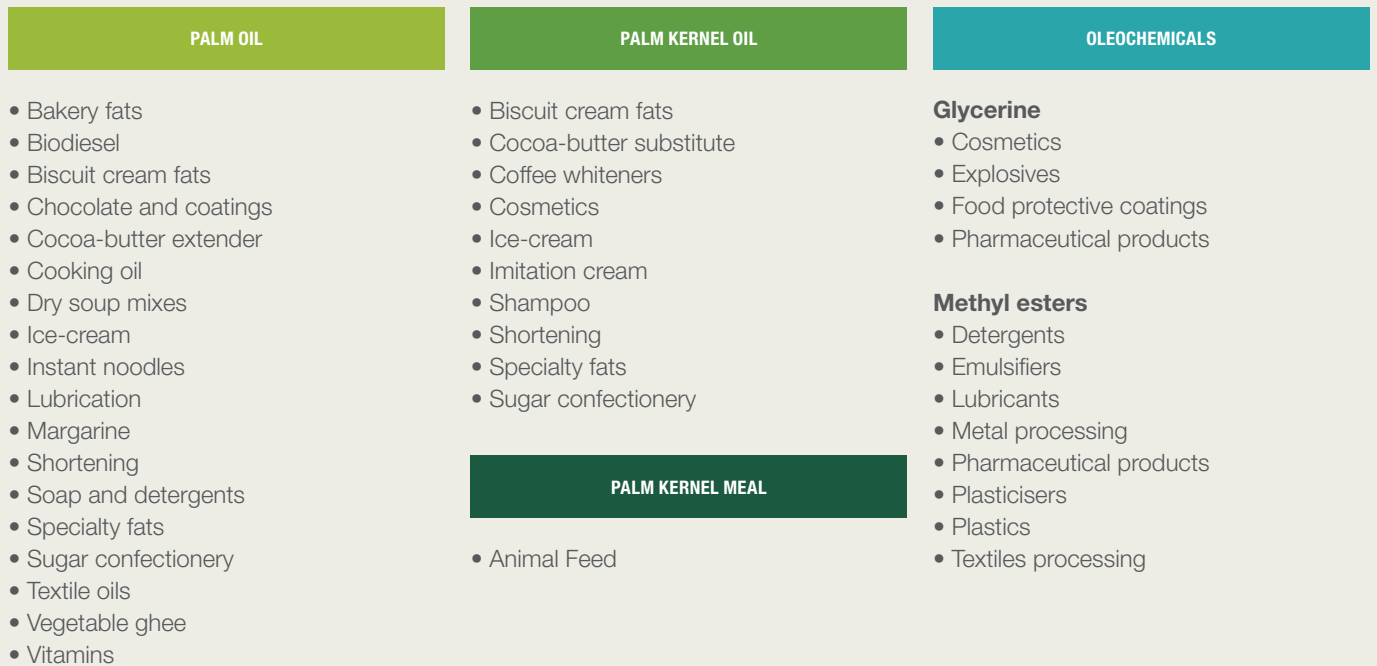 PALM OIL
• Bakery fats
• Biodiesel
• Biscuit cream fats
• Chocolate and coatings
• Cocoa-butter extender
• Cooking oil
• Dry soup mixes
• Ice-cream
• Instant noodles
• Lubrication
• Margarine
• Shortening
• Soap and detergents
• Specialty fats
• Sugar confectionery
• Textile oils
• Vegetable ghee
• Vitamins
PALM KERNEL OIL
• Biscuit cream fats
• Cocoa-butter substitute
• Coffee whiteners
• Cosmetics
• Ice-cream
• Imitation cream
• Shampoo
• Shortening
• Specialty fats
• Sugar confectionery
PALM KERNEL MEAL
• Animal Feed
OLEOCHEMICALS
Glycerine
• Cosmetics
• Explosives
• Food protective coatings
• Pharmaceutical products
Methyl esters
• Detergents
• Emulsifiers
• Lubricants
• Metal processing
• Pharmaceutical products
• Plasticisers
• Plastics
• Textiles processing